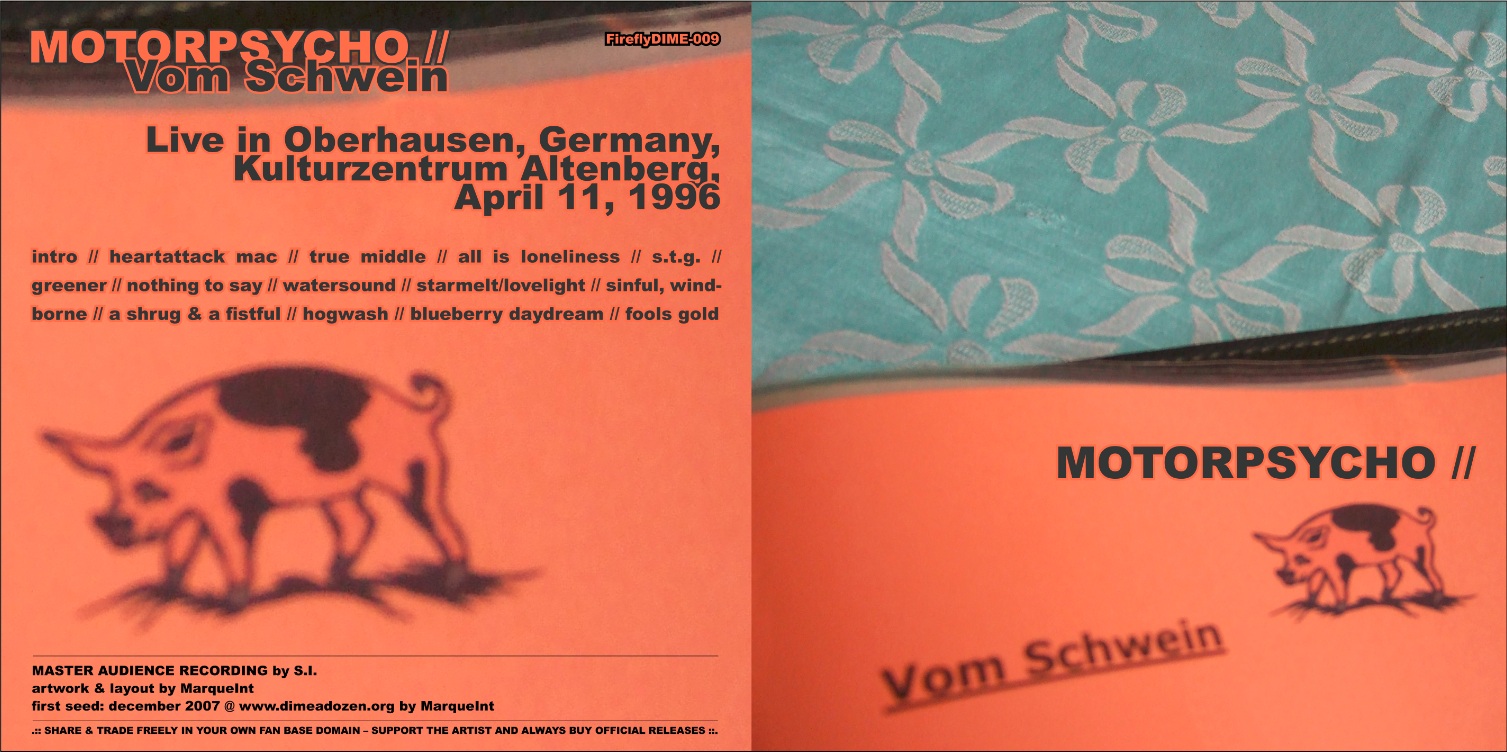 MOTORPSYCHO //
Vom Schwein
FireflyDIME-009
Live in Oberhausen, Germany,
Kulturzentrum Altenberg,
April 11, 1996
intro // heartattack mac // true middle // all is loneliness // s.t.g. //
greener // nothing to say // watersound // starmelt/lovelight // sinful, wind-
borne // a shrug & a fistful // hogwash // blueberry daydream // fools gold
MASTER AUDIENCE RECORDING by S.I.
artwork & layout by MarqueInt
first seed: december 2007 @ www.dimeadozen.org by MarqueInt
.:: SHARE & TRADE FREELY IN YOUR OWN FAN BASE DOMAIN – SUPPORT THE ARTIST AND ALWAYS BUY OFFICIAL RELEASES ::.
MOTORPSYCHO //
Vom Schwein